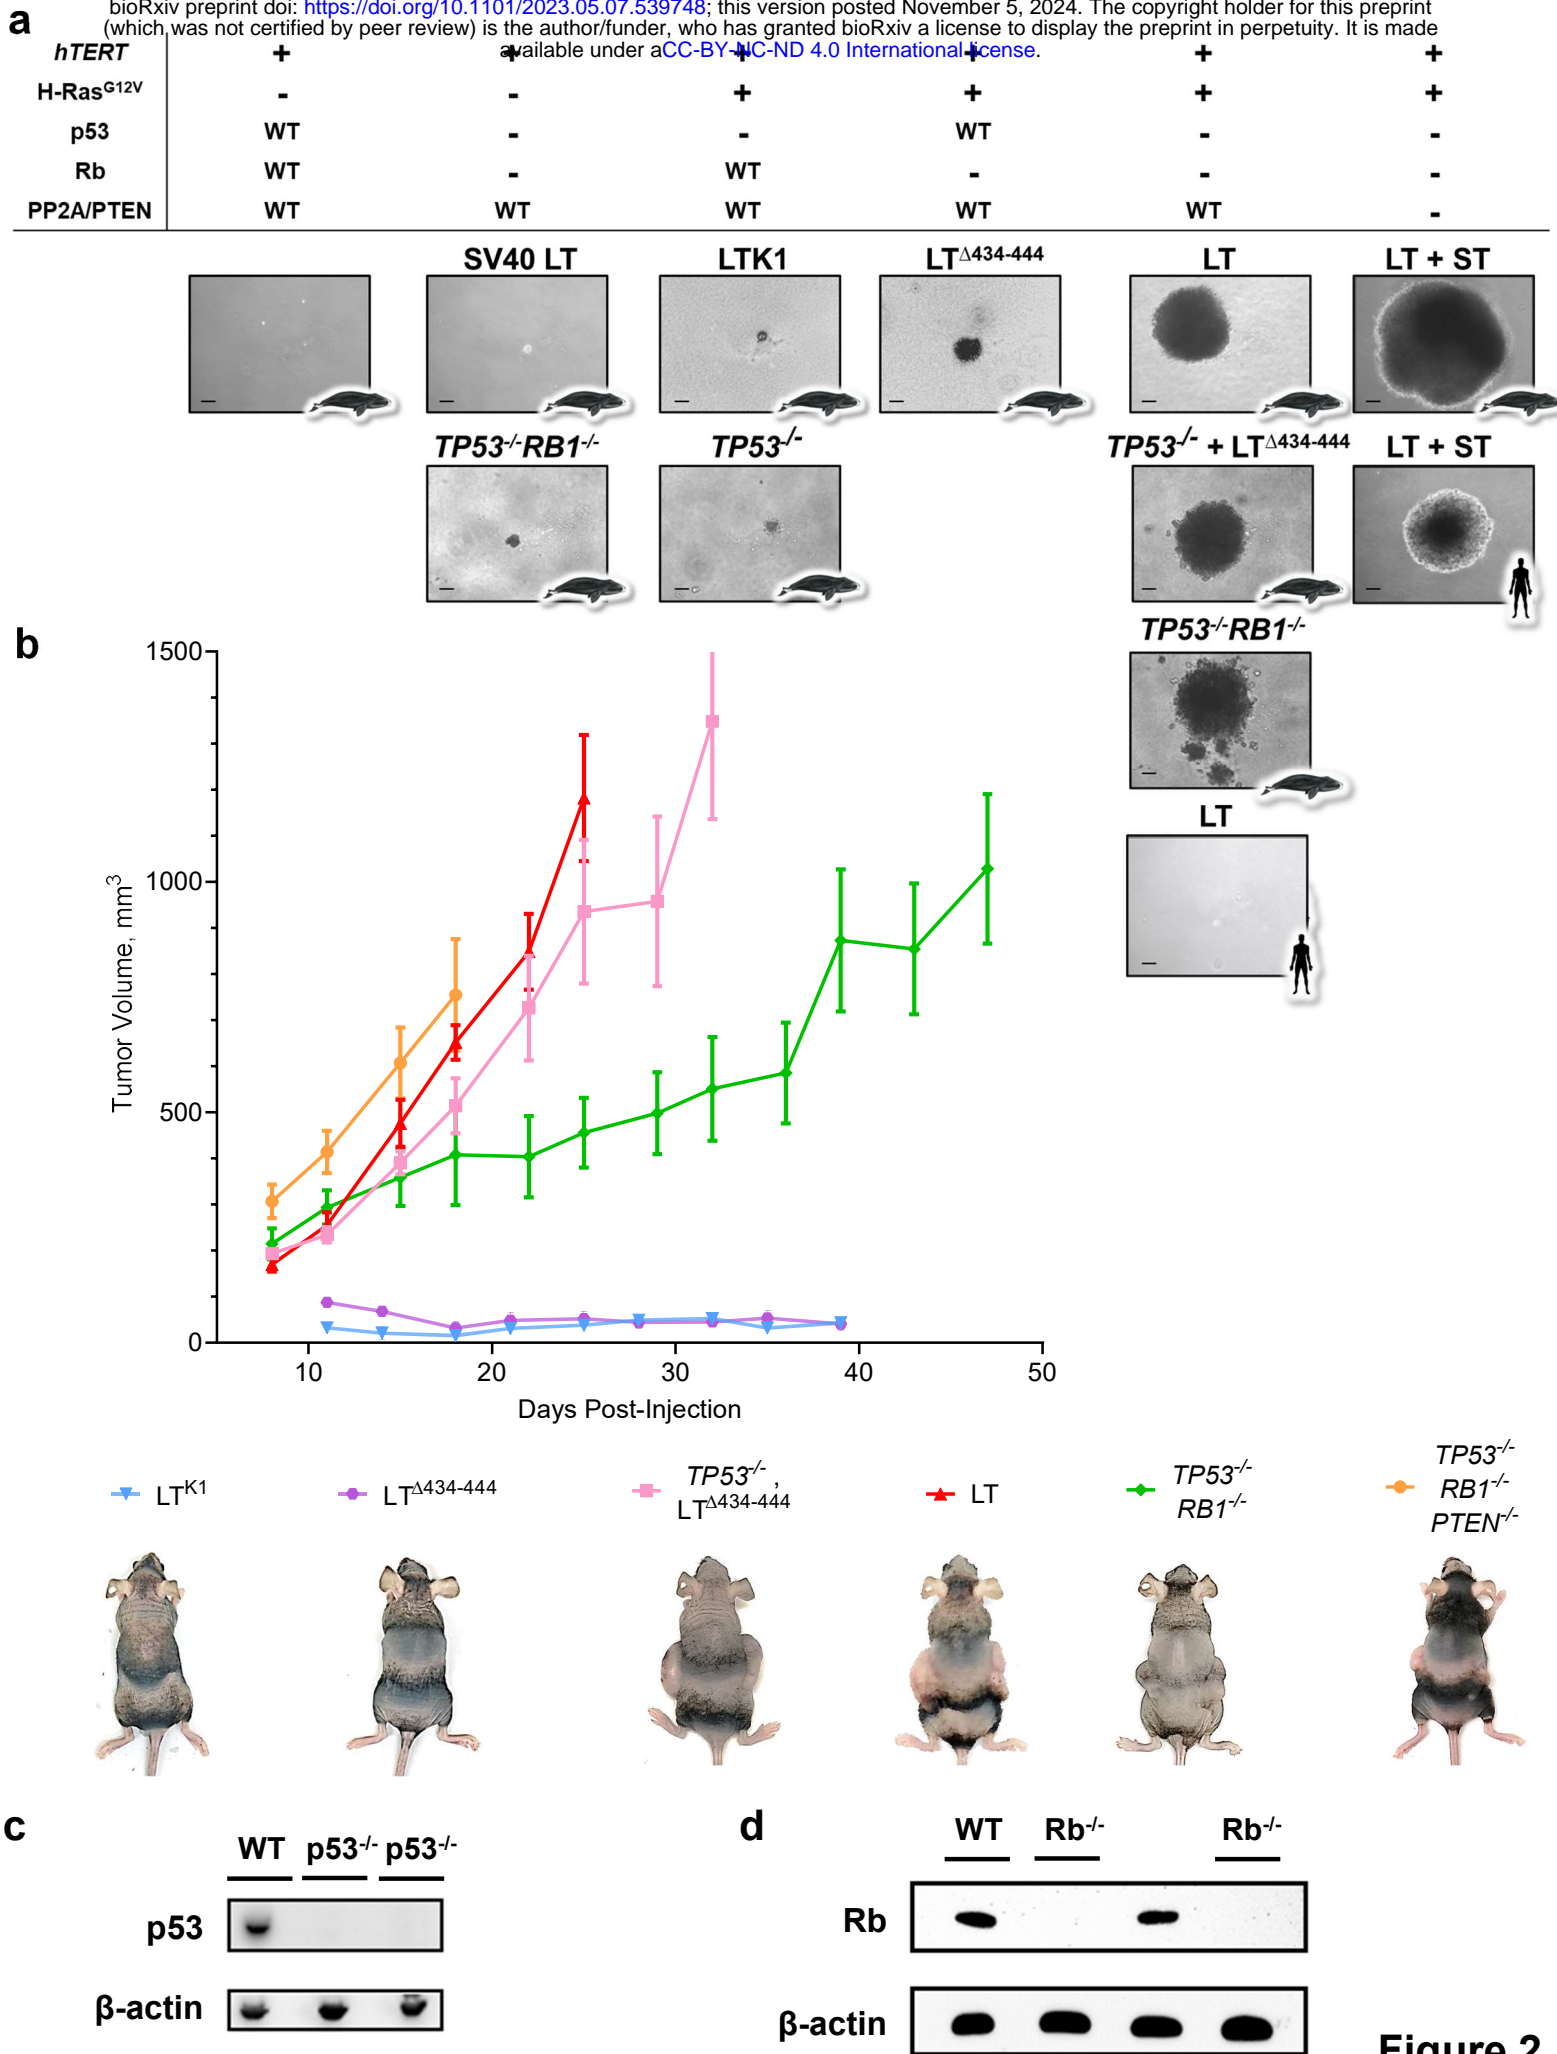 bioRxiv preprint doi: https://doi.org/10.1101/2023.05.07.539748; this version posted November 5, 2024. The copyright holder for this preprint
(which was not certified by peer review) is the author/funder, who has granted bioRxiv a license to display the preprint in perpetuity. It is made
available under aCC-BY-NC-ND 4.0 International license.
a
hTERT + + + + + +
H-RasG12V - - + + + +
p53 WT - - WT - -
Rb WT - WT - - -
PP2A/PTEN WT WT WT WT WT -
SV40 LT LTK1 LTΔ434-444 LT LT + ST
TP53-/-RB1-/- TP53-/- TP53-/- + LTΔ434-444 LT + ST
TP53-/-RB1-/-
LT
b
1500
1000
500
0
Tumor Volume, mm3
10 20 30 40 50
Days Post-Injection
LTK1
LTΔ434-444
TP53-/-,
LTΔ434-444
LT
TP53-/-
RB1-/-
TP53-/-
RB1-/-
PTEN-/-
c
WT p53-/- p53-/-
p53
β-actin
d
WT Rb-/- Rb-/-
Rb
β-actin
Figure 2